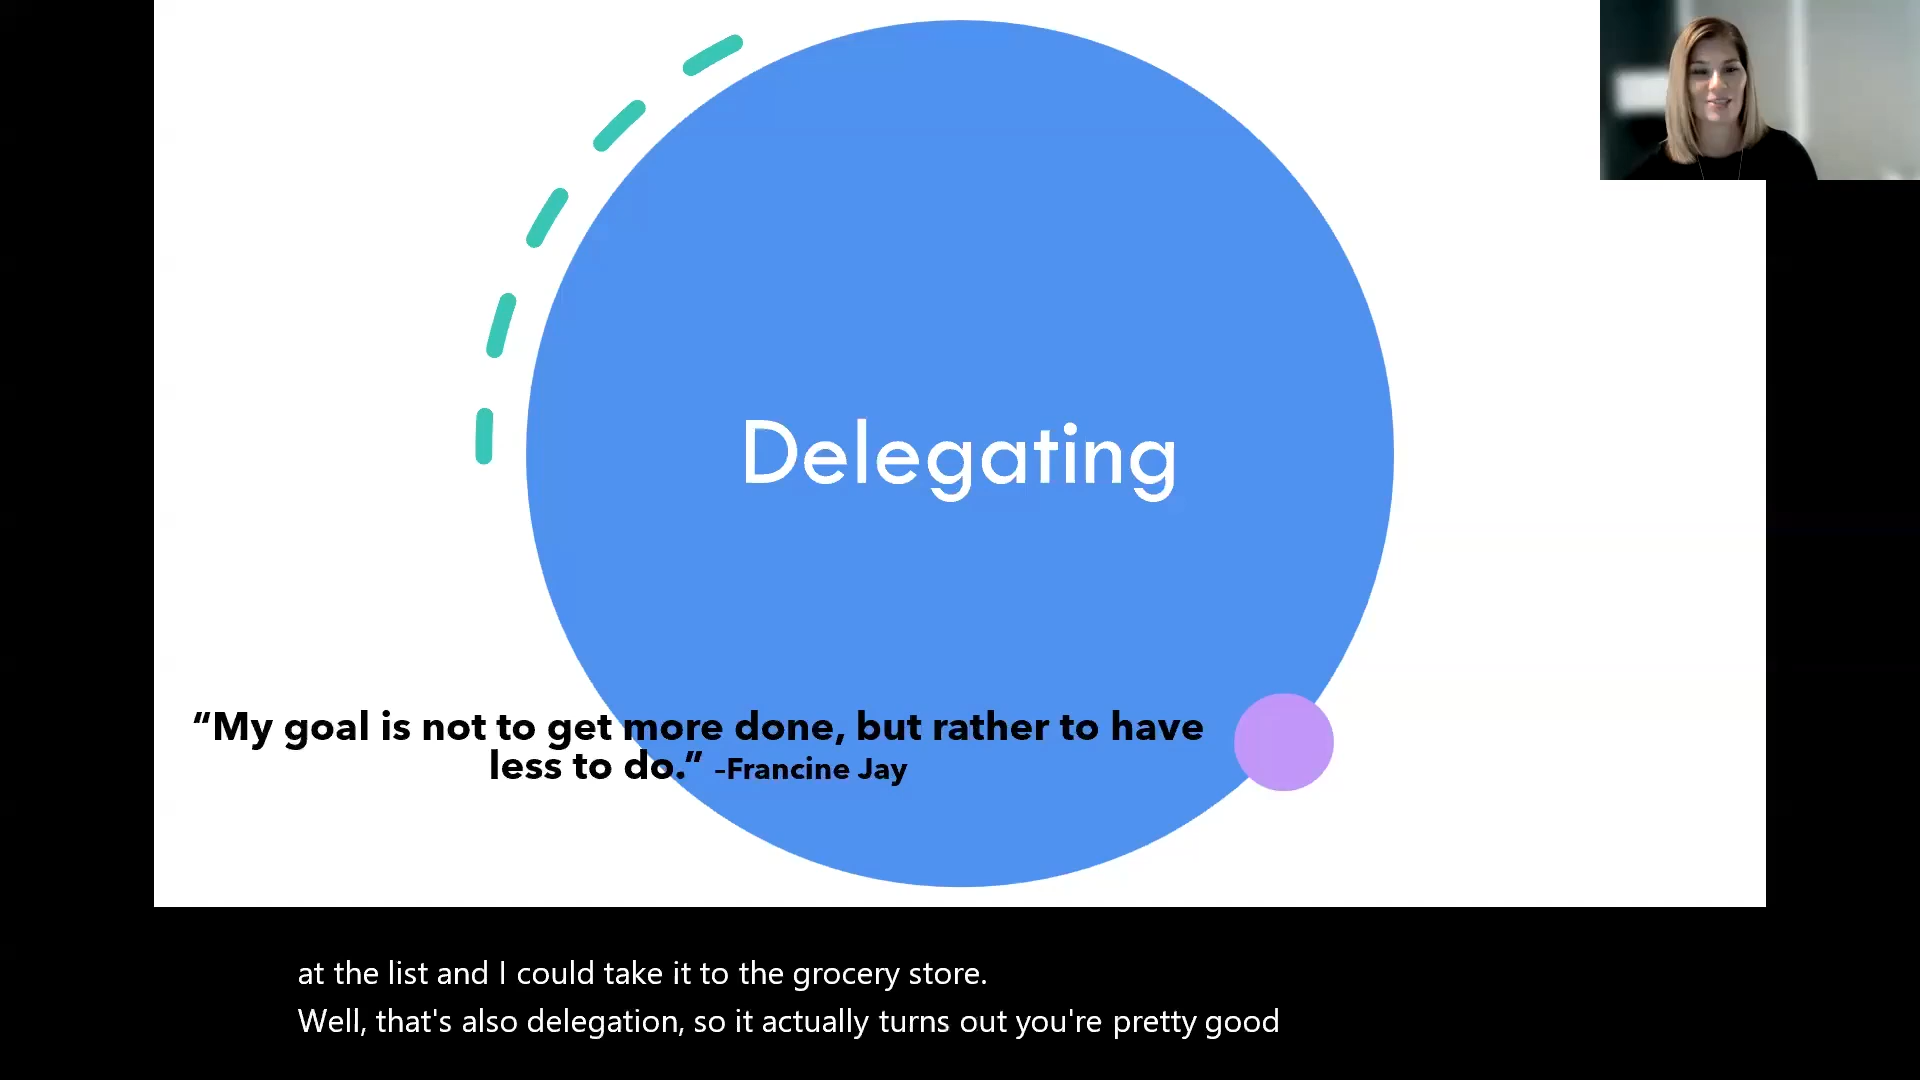 Delegating
“My goal is not to get more done, but rather to have
less to do.” –Francine Jay
at the list and I could take it to the grocery store.
Well, that's also delegation, so it actually turns out you're pretty good